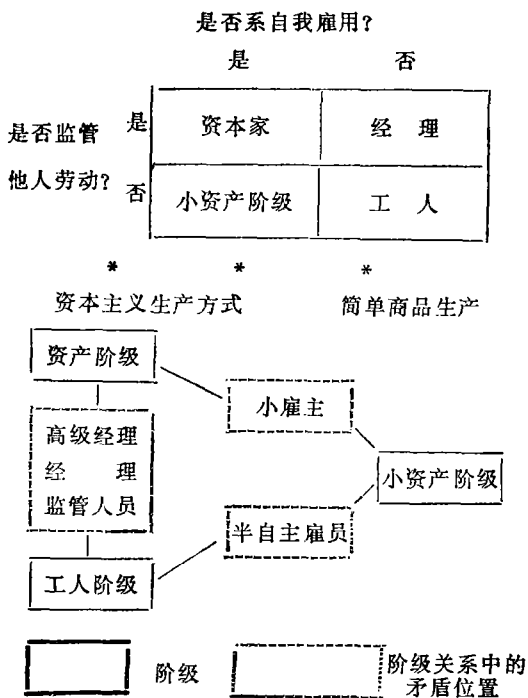 是否系自我雇用?
是 否
是否监管
他人劳动?
是 资本家 经 理
否 小资产阶级 工 人
* * *
资本主义生产方式 简单商品生产
资产阶级
小雇主
高级经理
经 理
监管人员
小资产阶级
半自主雇员
工人阶级
阶级
阶级关系中的
矛盾位置